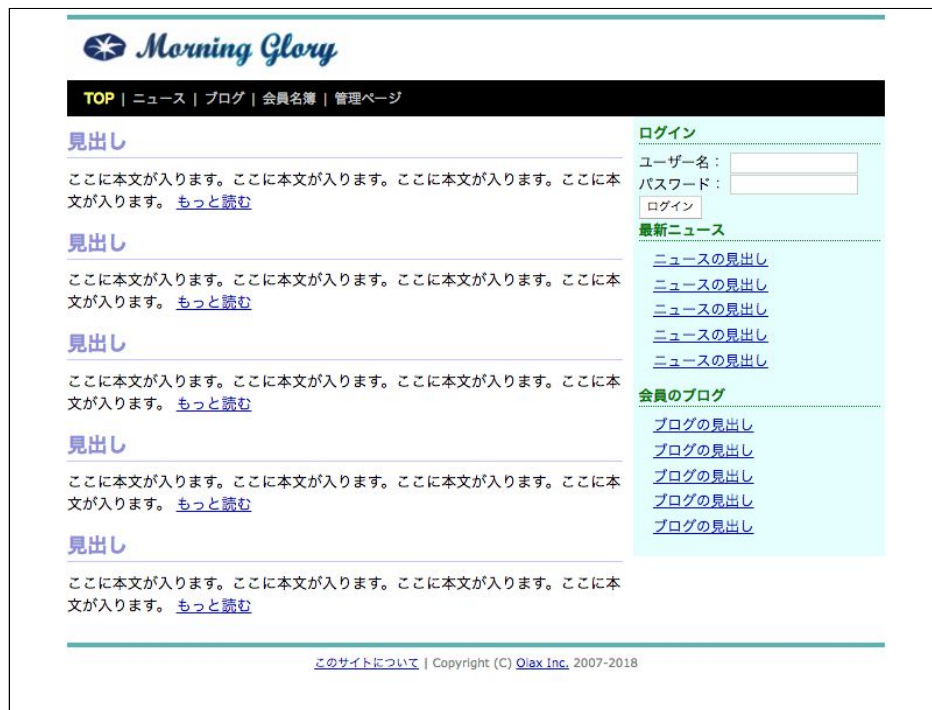 Morning Glory
TOP | ニュース | ブログ | 会員名簿 | 管理ページ
見出し
ここに本文が入ります。ここに本文が入ります。ここに本文が入ります。ここに本
文が入ります。 もっと読む
見出し
ここに本文が入ります。ここに本文が入ります。ここに本文が入ります。ここに本
文が入ります。 もっと読む
見出し
ここに本文が入ります。ここに本文が入ります。ここに本文が入ります。ここに本
文が入ります。 もっと読む
見出し
ここに本文が入ります。ここに本文が入ります。ここに本文が入ります。ここに本
文が入ります。 もっと読む
見出し
ここに本文が入ります。ここに本文が入ります。ここに本文が入ります。ここに本
文が入ります。 もっと読む
ログイン
ユーザー名：
パスワード：
ログイン
最新ニュース
ニュースの見出し
ニュースの見出し
ニュースの見出し
ニュースの見出し
ニュースの見出し
会員のブログ
ブログの見出し
ブログの見出し
ブログの見出し
ブログの見出し
ブログの見出し
このサイトについて | Copyright (C) Oiax Inc. 2007-2018